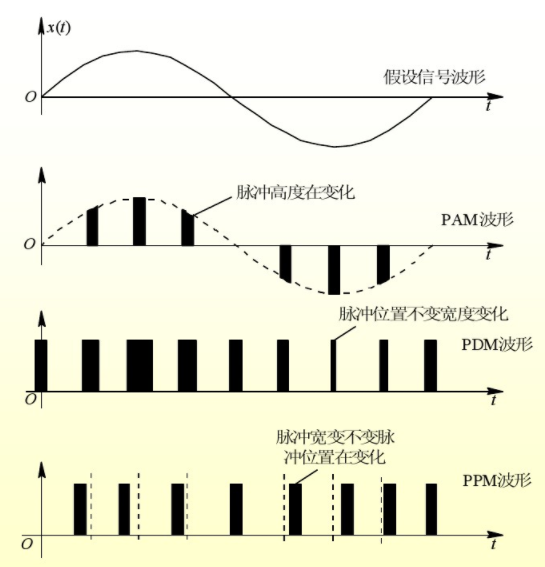 x(t)
假设信号波形
O
t
脉冲高度在变化
PAM波形
O
t
脉冲位置不变宽度变化
PDM波形
O
t
脉冲宽变不变脉
冲位置在变化
PPM波形
O
t